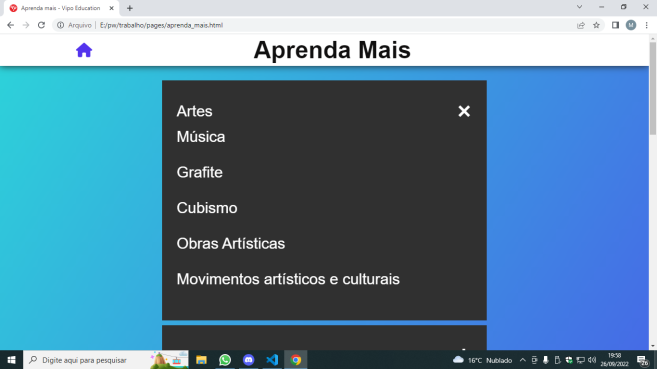 Aprenda mais - Vipo Education
Arquivo | E:/pw/trabalho/pages/aprenda_mais.html
M
Aprenda Mais
Artes
Música
Grafite
Cubismo
Obras Artísticas
Movimentos artísticos e culturais
Digite aqui para pesquisar
16°C Nublado
19:58
26/09/2022
26